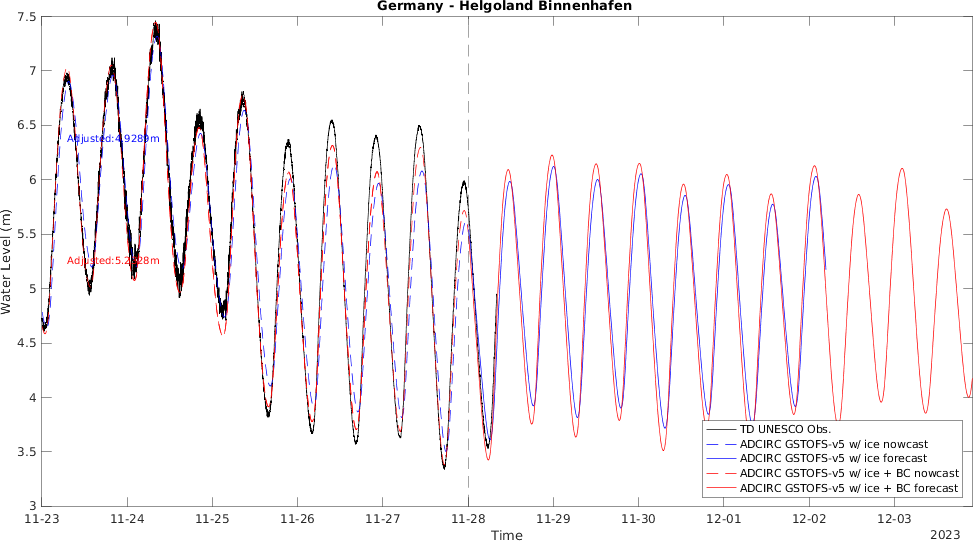 Germany - Helgoland Binnenhafen
7.5
7
6.5
6
5.5
5
4.5
4
3.5
3
Water Level (m)
Adjusted:4.9289m
TD UNESCO Obs.
ADCIRC GSTOFS-v5 w/ ice nowcast
ADCIRC GSTOFS-v5 w/ ice forecast
ADCIRC GSTOFS-v5 w/ ice + BC nowcast
ADCIRC GSTOFS-v5 w/ ice + BC forecast
11-23 11-24 11-25 11-26 11-27 11-28 11-29 11-30 12-01 12-02 12-03
Time
2023